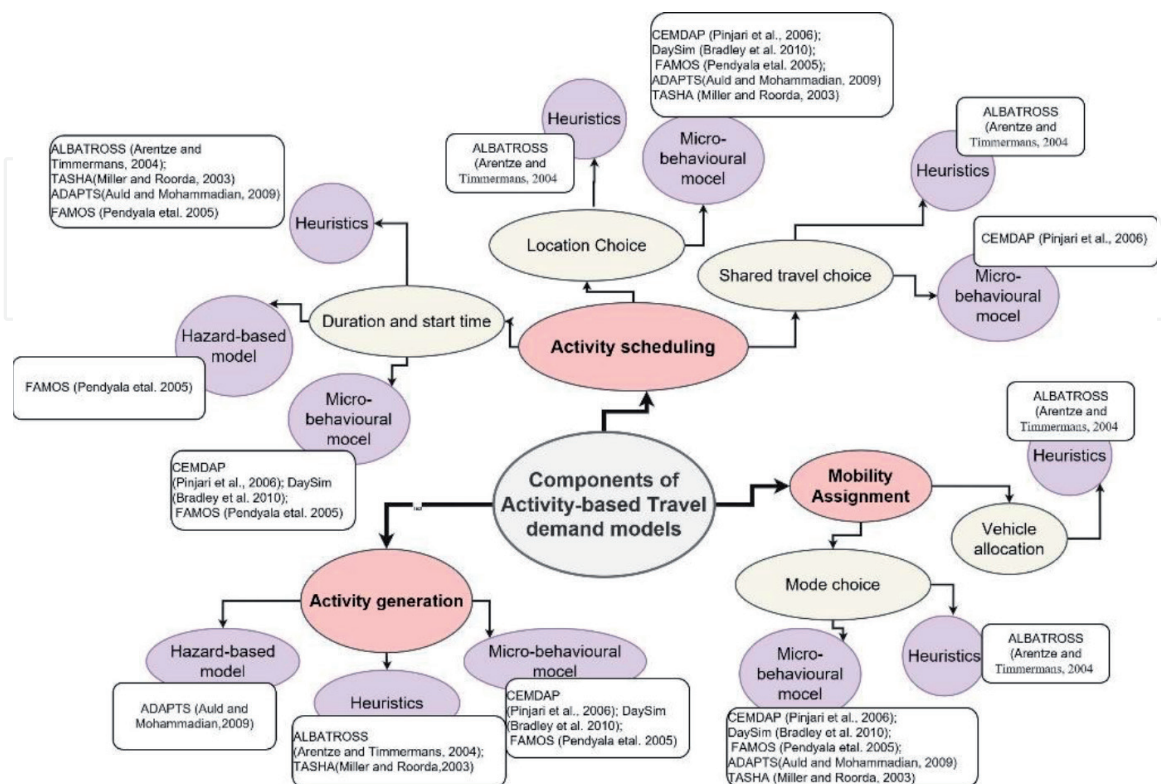 CEMDAP (Pinjari et al., 2006);
DaySim (Bradley et al. 2010);
FAMOS (Pendyala etal. 2005);
ADAPTS(Auld and Mohammadian, 2009)
TASHA (Miller and Roorda, 2003)
Heuristics
Micro-
behavioural
mocel
ALBATROSS
(Arentze and
Timmermans, 2004
Location Choice
ALBATROSS
(Arentze and
Timmermans, 2004
Heuristics
CEMDAP (Pinjari et al., 2006)
Micro-
behavioural
mocel
Shared travel choice
ALBATROSS (Arentze and
Timmermans, 2004);
TASHA(Miller and Roorda, 2003)
ADAPTS(Auld and Mohammadian, 2009)
FAMOS (Pendyala etal. 2005)
Heuristics
Duration and start time
Hazard-based
model
FAMOS (Pendyala etal. 2005)
Micro-
behavioural
mocel
CEMDAP
(Pinjari et al., 2006); DaySim
(Bradley et al. 2010);
FAMOS (Pendyala etal. 2005)
Activity scheduling
Components of
Activity-based Travel
demand models
Mobility
Assignment
ALBATROSS
(Arentze and
Timmermans, 2004
Heuristics
Vehicle
allocation
Mode choice
Micro-
behavioural
mocel
Heuristics
ALBATROSS
(Arentze and
Timmermans, 2004
CEMDAP (Pinjari et al., 2006);
DaySim (Bradley et al. 2010);
FAMOS (Pendyala etal. 2005);
ADAPTS(Auld and Mohammadian, 2009)
TASHA (Miller and Roorda, 2003)
Activity generation
Hazard-based
model
ADAPTS (Auld and
Mohammadian,2009)
Heuristics
ALBATROSS
(Arentze and Timmermans, 2004);
TASHA(Miller and Roorda,2003)
Micro-behavioural
mocel
CEMDAP
(Pinjari et al., 2006); DaySim
(Bradley et al. 2010);
FAMOS (Pendyala etal. 2005)